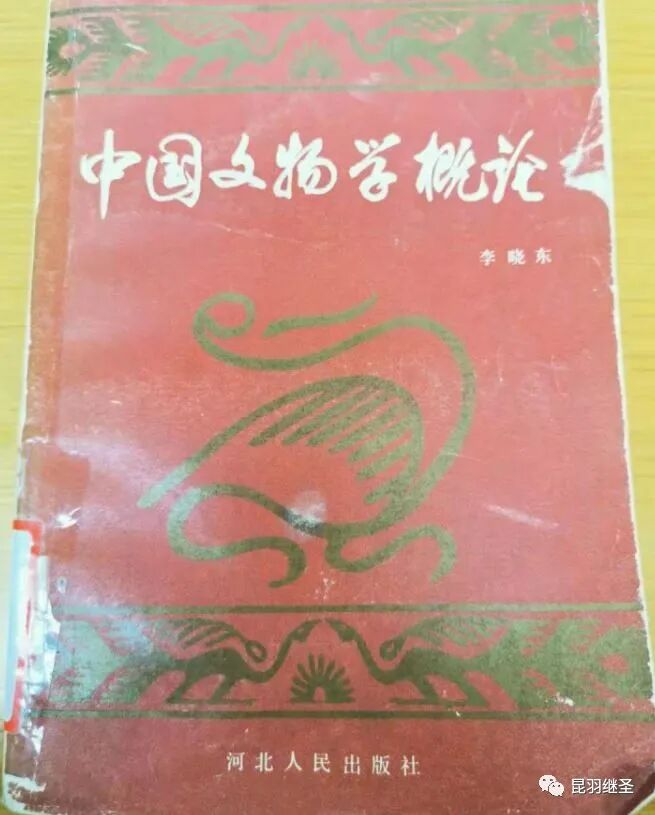 中国文物学概论
李晓东
河北人民出版社
昆羽继圣